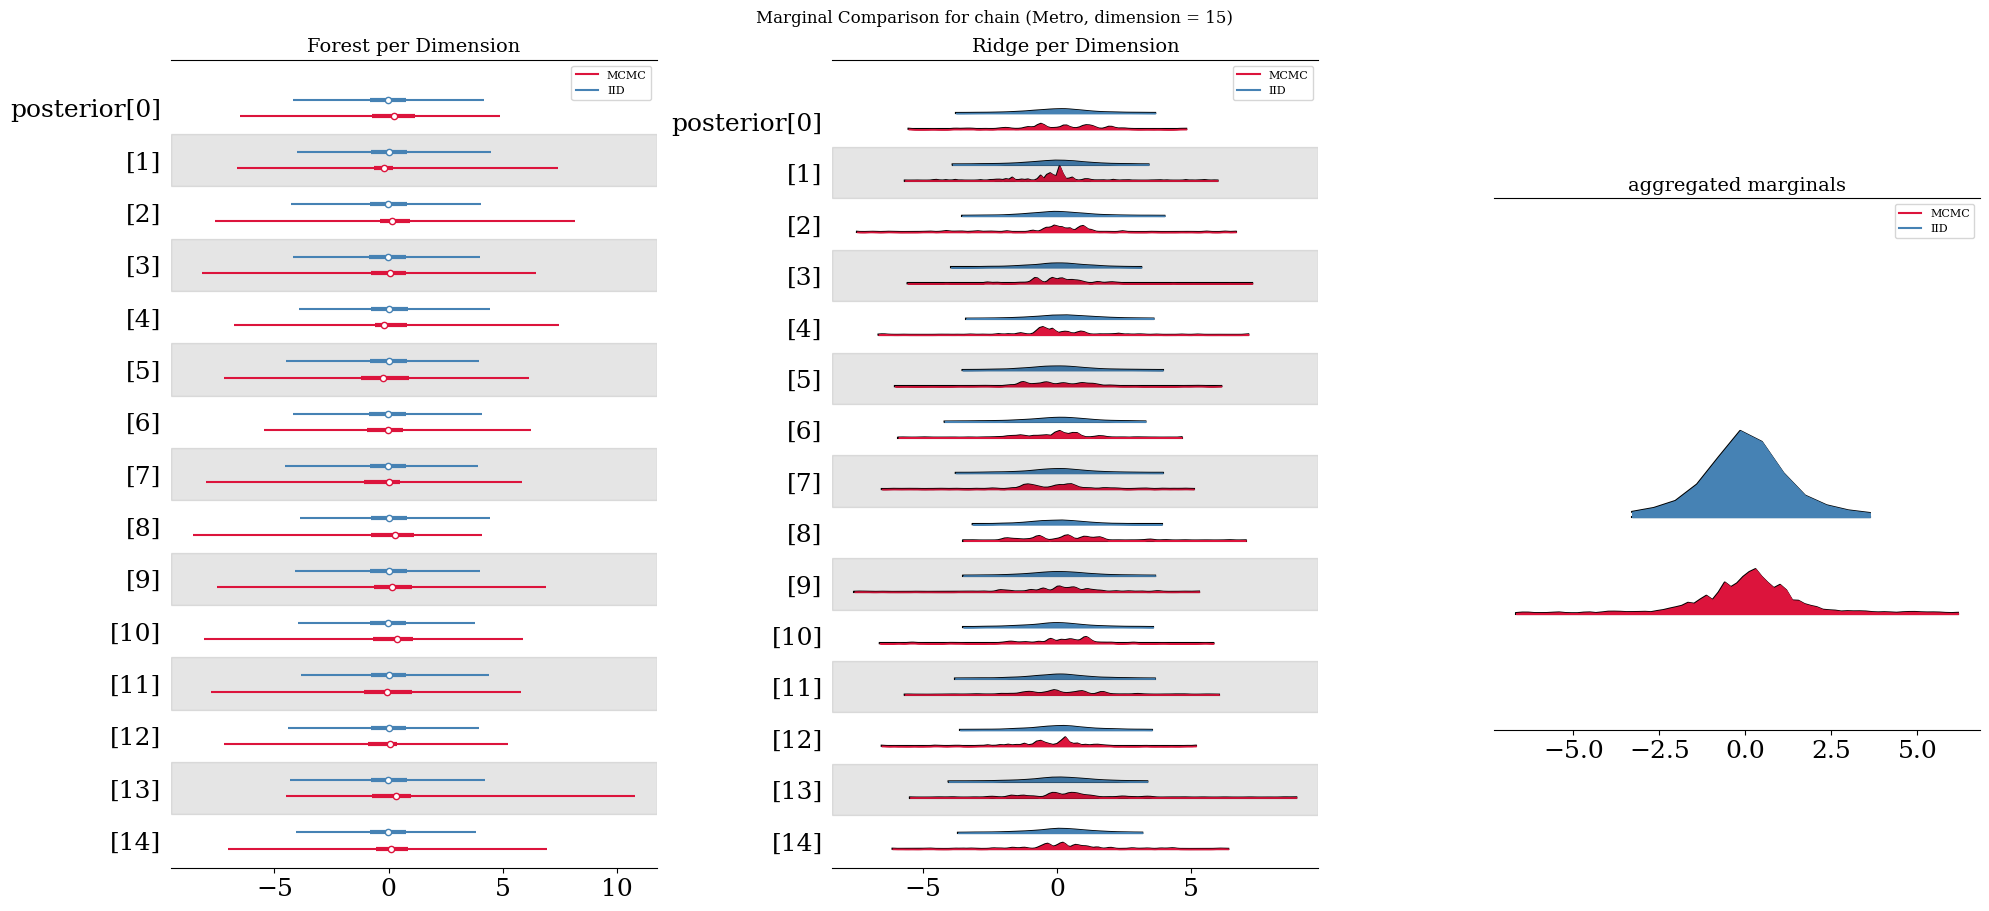 Marginal Comparison for chain (Metro, dimension = 15)
Forest per Dimension
MCMC
IID
posterior[0]
[1]
[2]
[3]
[4]
[5]
[6]
[7]
[8]
[9]
[10]
[11]
[12]
[13]
[14]
−5 0 5 10
Ridge per Dimension
MCMC
IID
posterior[0]
[1]
[2]
[3]
[4]
[5]
[6]
[7]
[8]
[9]
[10]
[11]
[12]
[13]
[14]
−5 0 5
aggregated marginals
MCMC
IID
−5.0 −2.5 0.0 2.5 5.0